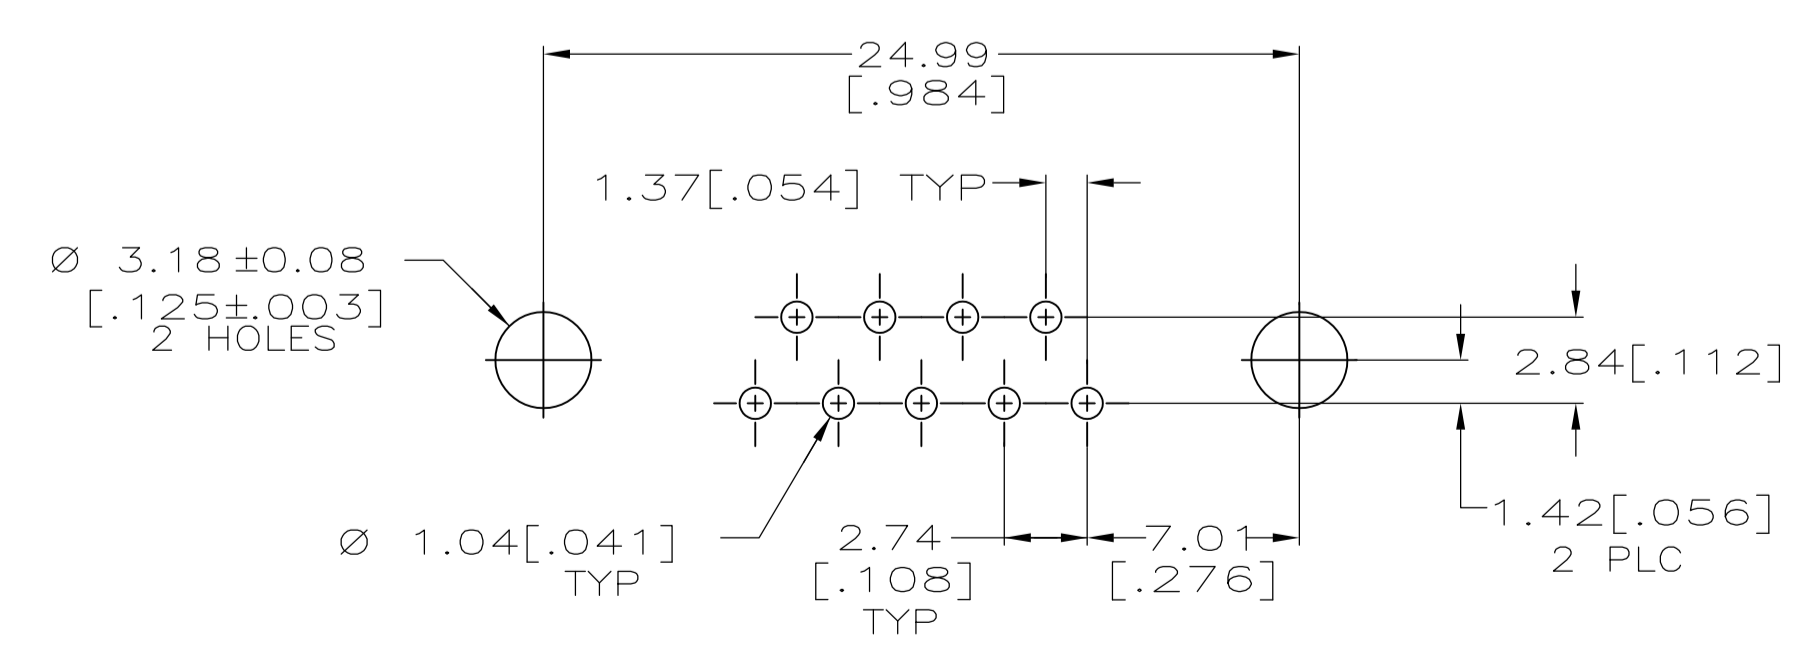 24.99
[.984]
1.37[.054] TYP
Ø 3.18±0.08
[.125±.003]
2 HOLES
2.84[.112]
1.42[.056]
2 PLC
Ø 1.04[.041]
TYP
2.74
[.108]
TYP
7.01
[.276]